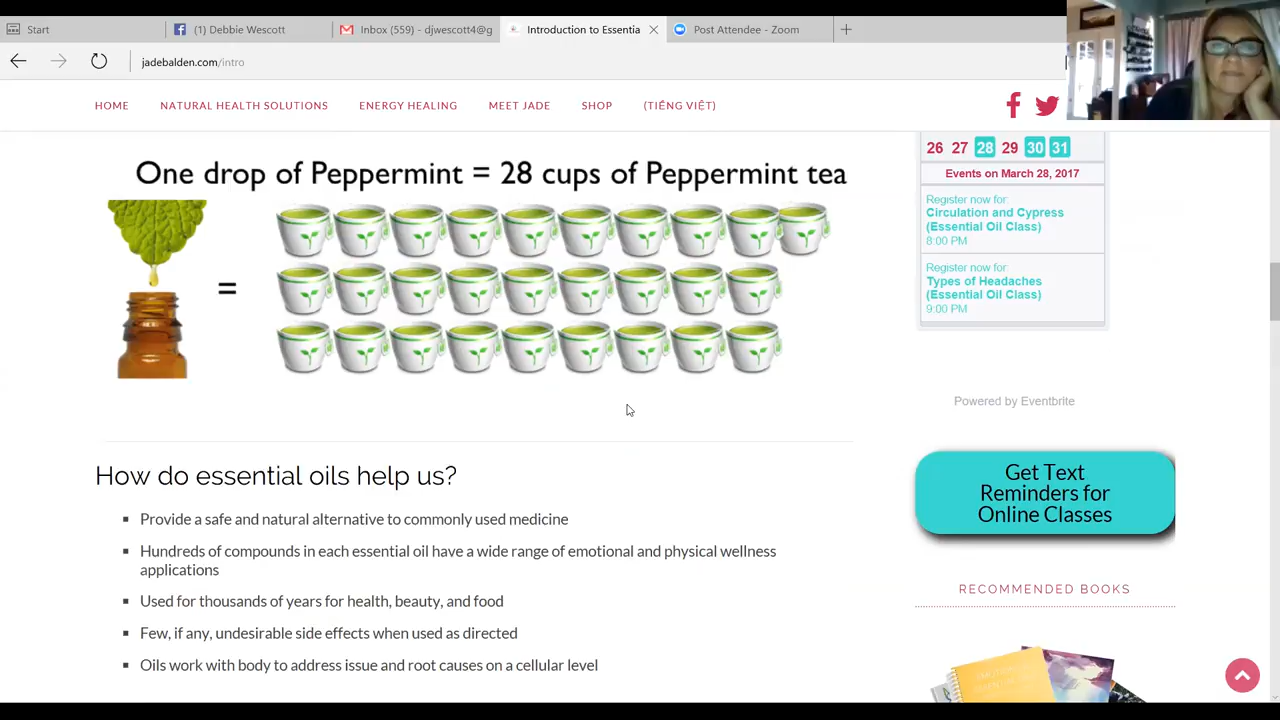 Start
(1) Debbie Wescott
Inbox (559) - djwescott4@g
Introduction to Essentia
Post Attendee - Zoom
jadebalden.com/intro
HOME NATURAL HEALTH SOLUTIONS ENERGY HEALING MEET JADE SHOP (TIẾNG VIỆT)
One drop of Peppermint = 28 cups of Peppermint tea
=
How do essential oils help us?
Provide a safe and natural alternative to commonly used medicine
Hundreds of compounds in each essential oil have a wide range of emotional and physical wellness
applications
Used for thousands of years for health, beauty, and food
Few, if any, undesirable side effects when used as directed
Oils work with body to address issue and root causes on a cellular level
26 27 28 29 30 31
Events on March 28, 2017
Register now for
Circulation and Cypress
(Essential Oil Class)
8:00 PM
Register now for
Types of Headaches
(Essential Oil Class)
9:00 PM
Powered by Eventbrite
Get Text
Reminders for
Online Classes
RECOMMENDED BOOKS